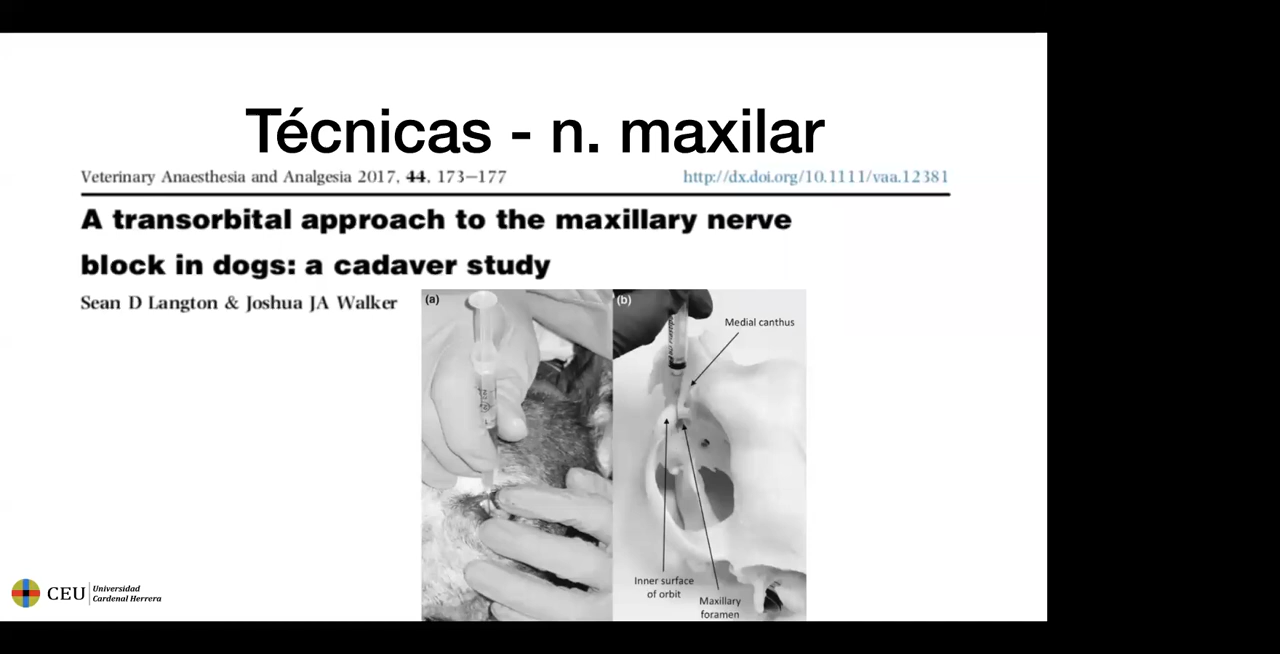 Técnicas - n. maxilar
Veterinary Anaesthesia and Analgesia 2017, 44, 173–177
http://dx.doi.org/10.1111/vaa.12381
A transorbital approach to the maxillary nerve
block in dogs: a cadaver study
Sean D Langton & Joshua JA Walker
(a)
(b)
Medial canthus
Inner surface
of orbit
Maxillary
foramen
CEU
Universidad
Cardenal Herrera